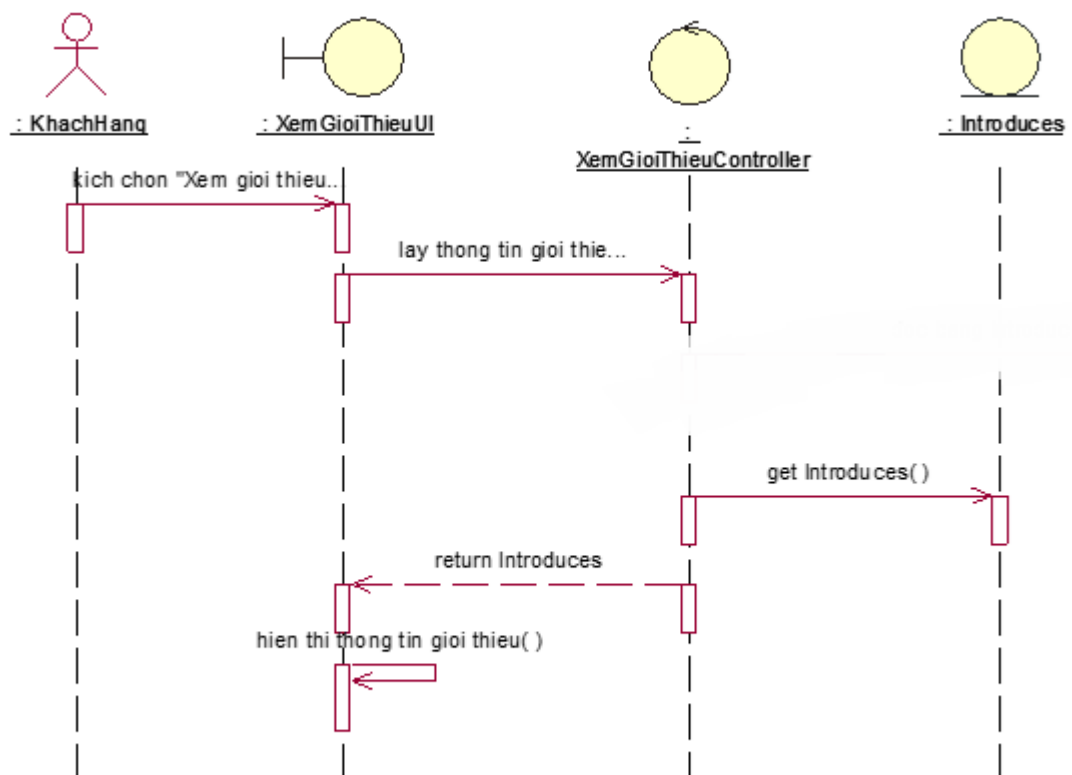 : KhachHang
: XemGioiThieuUI
:
XemGioiThieuController
: Introduces
kich chon "Xem gioi thieu...
lay thong tin gioi thie...
get Introduces( )
return Introduces
hien thi thong tin gioi thieu( )